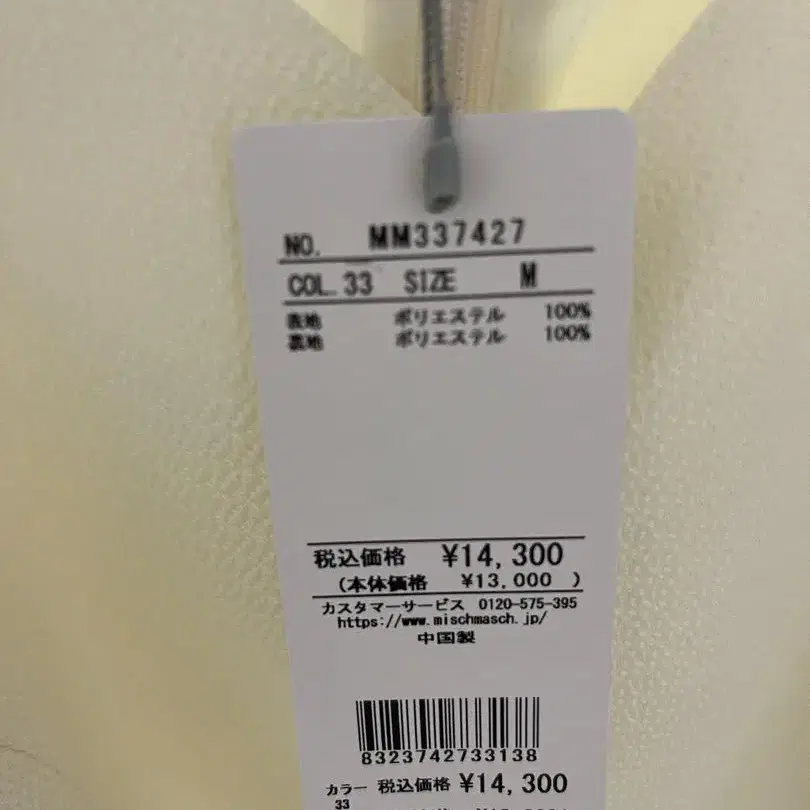 NO. MM337427
COL.33 SIZE M
表地 ポリエステル 100%
裏地 ポリエステル 100%
税込価格 ¥14,300
(本体価格 ¥13,000 )
カスタマーサービス 0120-575-395
https://www.mischmasch.jp/
中国製
8323742733138
カラー 税込価格 ¥14,300
33